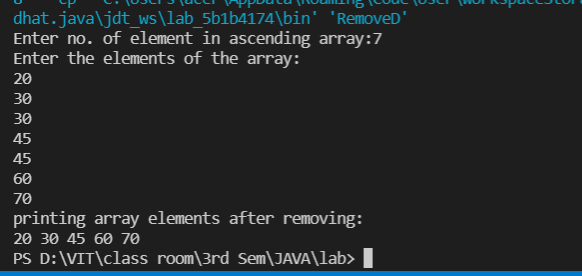 dhat.java\jdt_ws\lab_5b1b4174\bin' 'RemoveD'
Enter no. of element in ascending array:7
Enter the elements of the array:
20
30
30
45
45
60
70
printing array elements after removing:
20 30 45 60 70
PS D:\VIT\class room\3rd Sem\JAVA\lab>